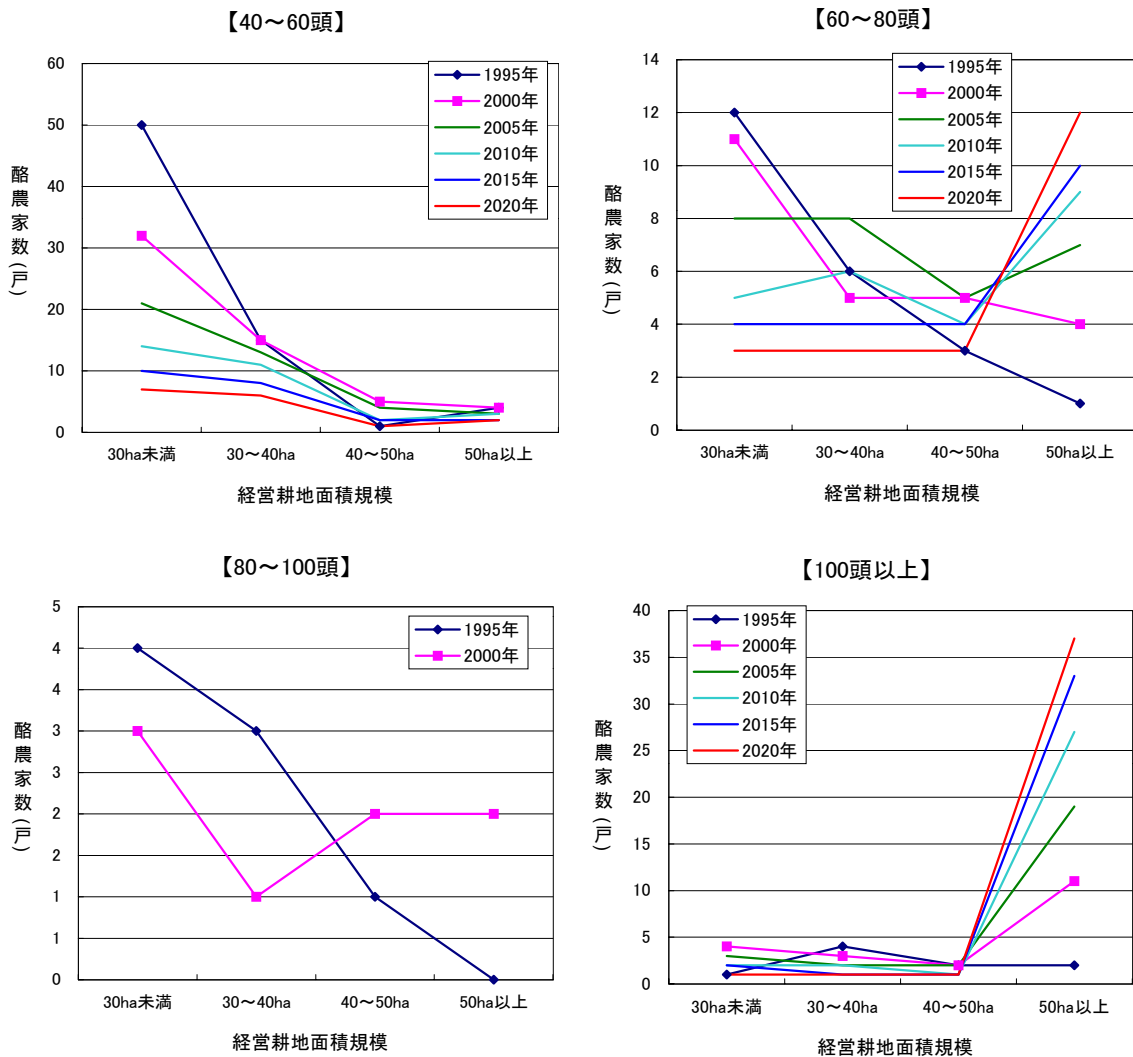 【40～60頭】
60
50
40
30
20
10
0
酪農家数(戸)
1995年
2000年
2005年
2010年
2015年
2020年
30ha未満
30～40ha
40～50ha
50ha以上
経営耕地面積規模
【60～80頭】
14
12
10
8
6
4
2
0
酪農家数(戸)
1995年
2000年
2005年
2010年
2015年
2020年
30ha未満
30～40ha
40～50ha
50ha以上
経営耕地面積規模
【80～100頭】
5
4
4
3
3
2
2
1
1
0
酪農家数(戸)
1995年
2000年
30ha未満
30～40ha
40～50ha
50ha以上
経営耕地面積規模
【100頭以上】
40
35
30
25
20
15
10
5
0
酪農家数(戸)
1995年
2000年
2005年
2010年
2015年
2020年
30ha未満
30～40ha
40～50ha
50ha以上
経営耕地面積規模